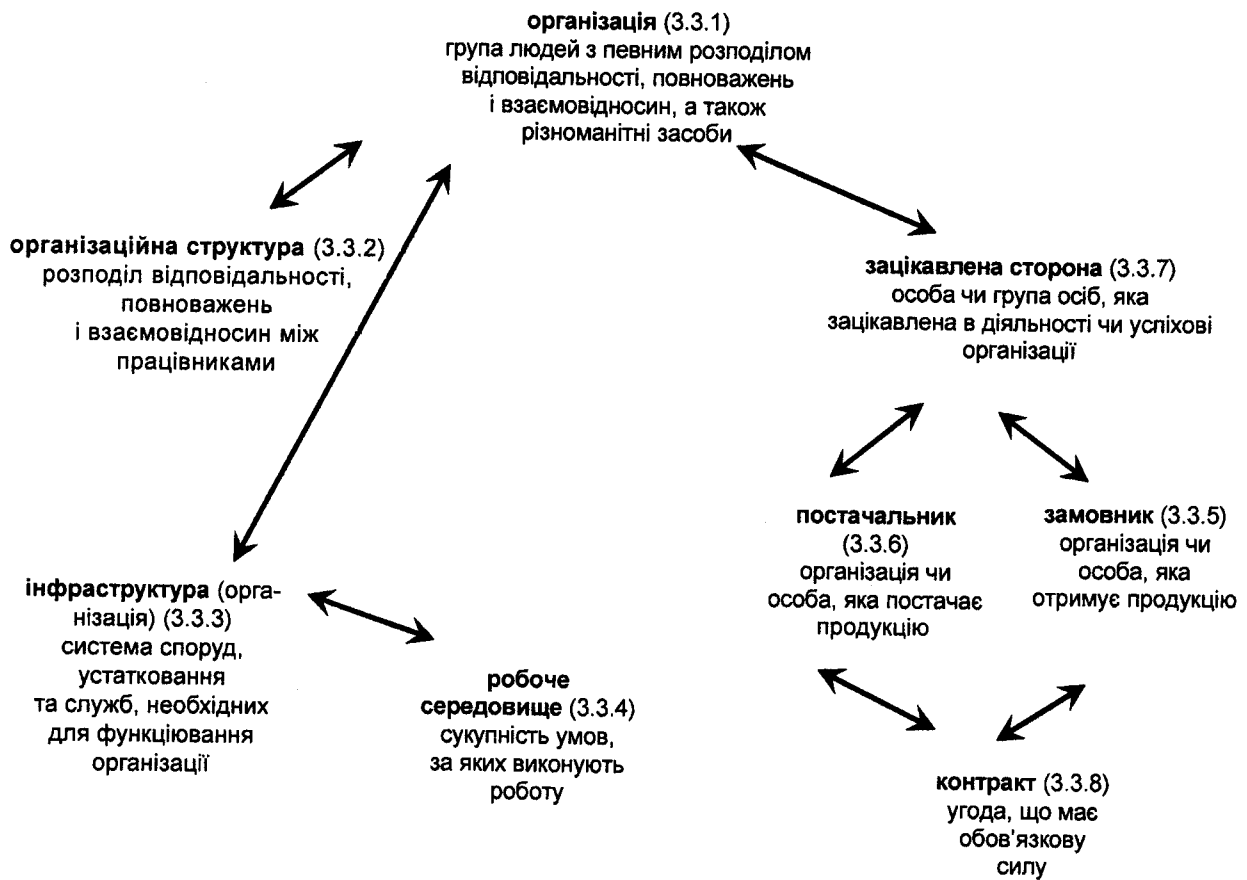 організація (3.3.1)
група людей з певним розподілом
відповідальності, повноважень
і взаємовідносин, а також
різноманітні засоби
організаційна структура (3.3.2)
розподіл відповідальності,
повноважень
і взаємовідносин між
працівниками
зацікавлена сторона (3.3.7)
особа чи група осіб, яка
зацікавлена в діяльності чи успіхові
організації
постачальник
(3.3.6)
організація чи
особа, яка постачає
продукцію
замовник (3.3.5)
організація чи
особа, яка
отримує продукцію
інфраструктура (орга-
нізація) (3.3.3)
система споруд,
устатковання
та служб, необхідних
для функціювання
організації
робоче
середовище (3.3.4)
сукупність умов,
за яких виконують
роботу
контракт (3.3.8)
угода, що має
обов'язкову
силу